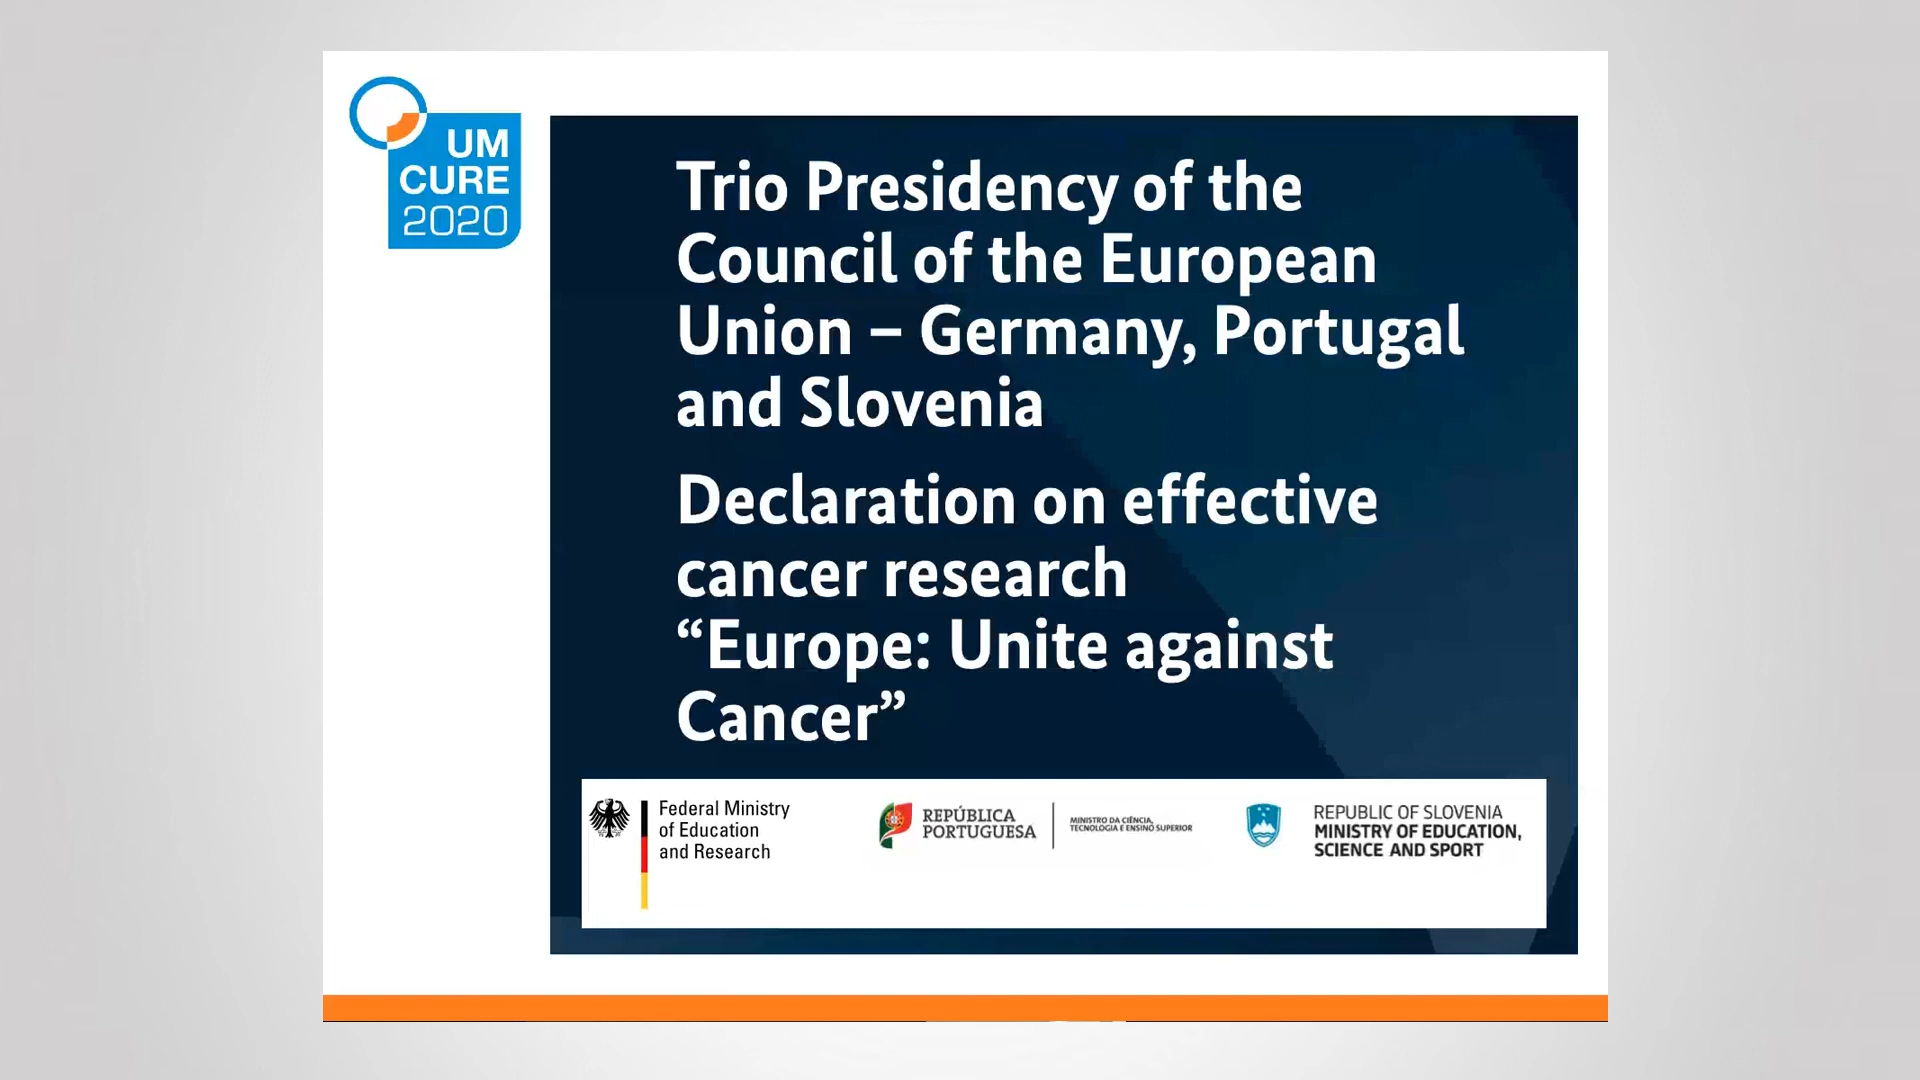 UM
CURE
2020
Trio Presidency of the
Council of the European
Union – Germany, Portugal
and Slovenia
Declaration on effective
cancer research
“Europe: Unite against
Cancer”
Federal Ministry
of Education
and Research
REPÚBLICA
PORTUGUESA
MINISTRO DA CIÊNCIA,
TECNOLOGIA E ENSINO SUPERIOR
REPUBLIC OF SLOVENIA
MINISTRY OF EDUCATION,
SCIENCE AND SPORT